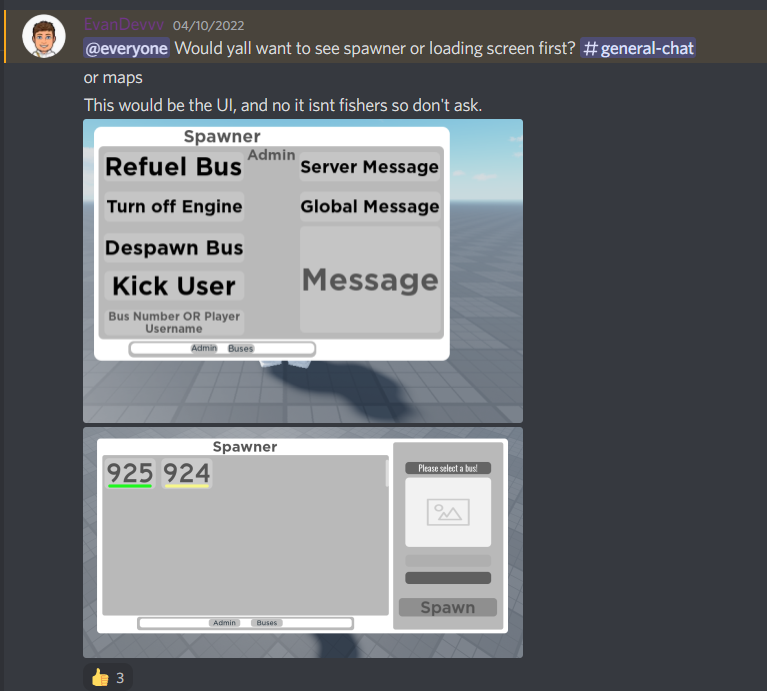 EvanDevvv 04/10/2022
@everyone Would yall want to see spawner or loading screen first? # general-chat
or maps
This would be the UI, and no it isnt fishers so don't ask.
Spawner
Admin
Refuel Bus
Server Message
Turn off Engine
Global Message
Despawn Bus
Message
Kick User
Bus Number OR Player
Username
Admin Buses
Spawner
925 924
Please select a bus!
Spawn
Admin Buses
3